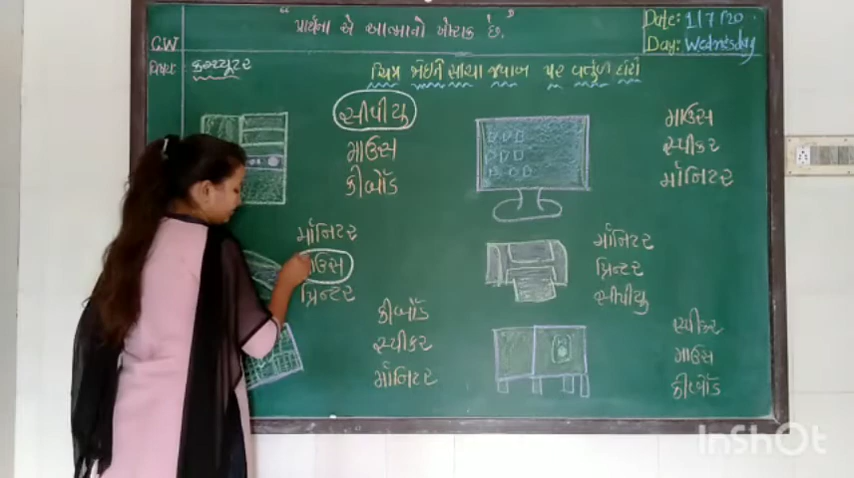 "પ્રાર્થના એ આત્માનો ખોરાક છે."
Date: 1/7/20
Day: Wednesday
C.W
વિષય: કમ્પ્યુટર
ચિત્ર જોઈને સાચા જવાબ પર વર્તુળ દોરો
સીપીયુ
માઉસ
કીબોર્ડ
માઉસ
સ્પીકર
મોનિટર
મોનિટર
માઉસ
પ્રિન્ટર
મોનિટર
પ્રિન્ટર
સીપીયુ
કીબોર્ડ
સ્પીકર
મોનિટર
સ્પીકર
માઉસ
કીબોર્ડ
InShOt